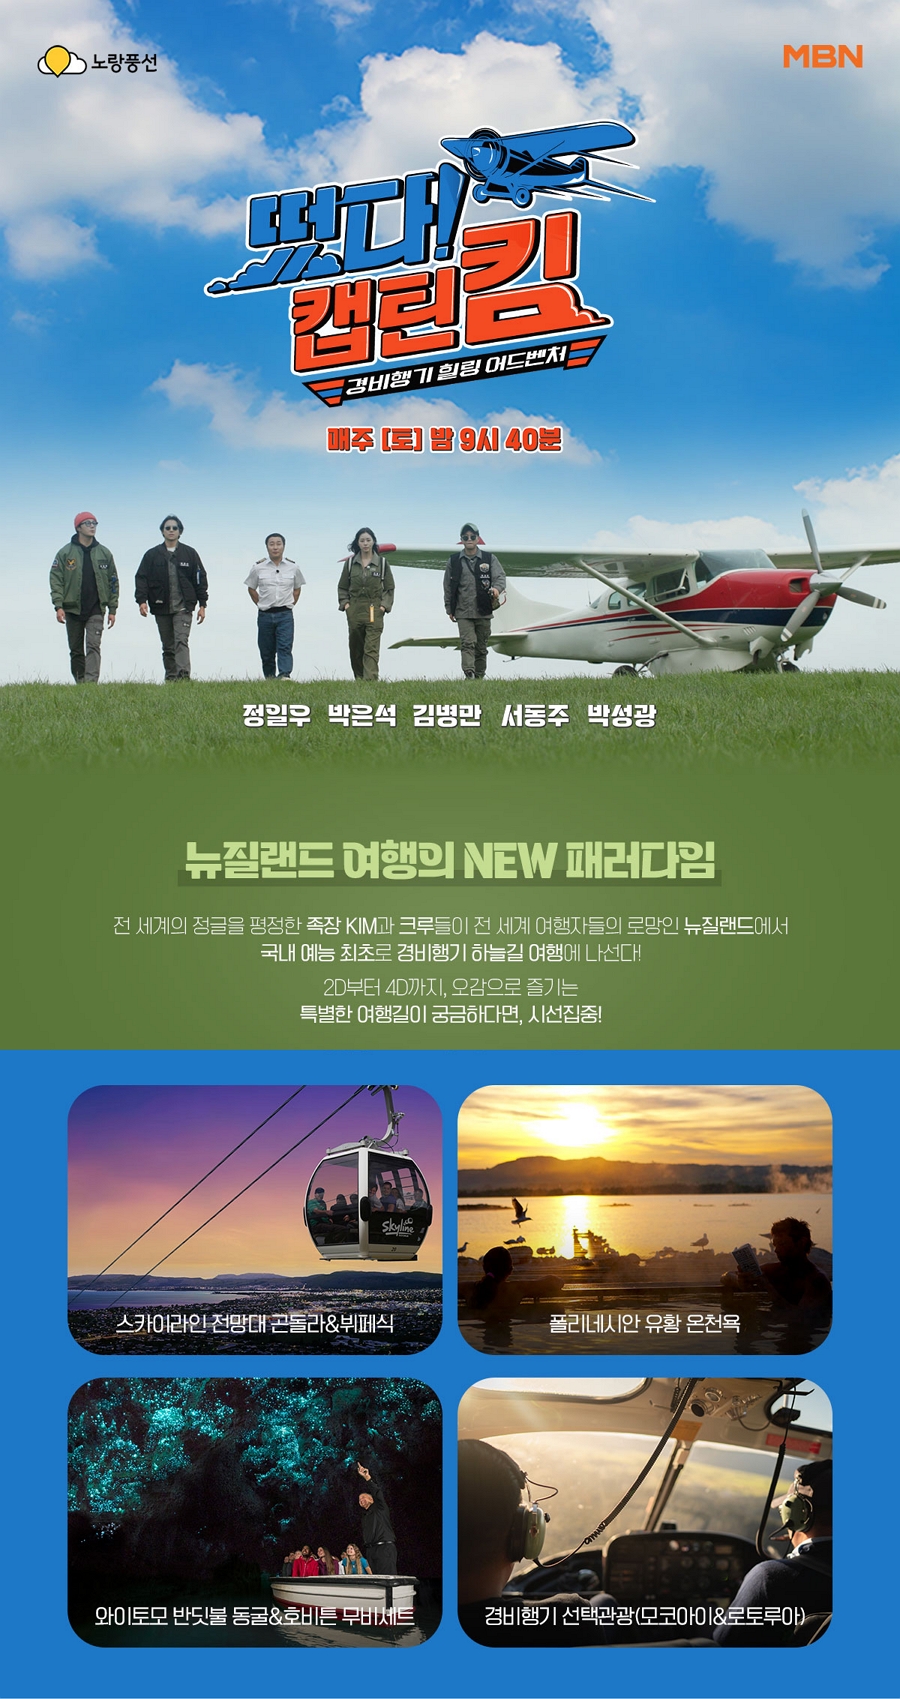 노랑풍선
MBN
떴다!
캡틴킴
경비행기 힐링 어드벤처
매주 [토] 밤 9시 40분
정일우 박은석 김병만 서동주 박성광
뉴질랜드 여행의 NEW 패러다임
전 세계의 정글을 평정한 족장 KIM과 크루들이 전 세계 여행자들의 로망인 뉴질랜드에서
국내 예능 최초로 경비행기 하늘길 여행에 나선다!
2D부터 4D까지, 오감으로 즐기는
특별한 여행길이 궁금하다면, 시선집중!
Skyline
스카이라인 전망대 곤돌라&뷔페식
폴리네시안 유황 온천욕
와이토모 반딧불 동굴&호비튼 무비세트
경비행기 선택관광(모코아이&로토루아)